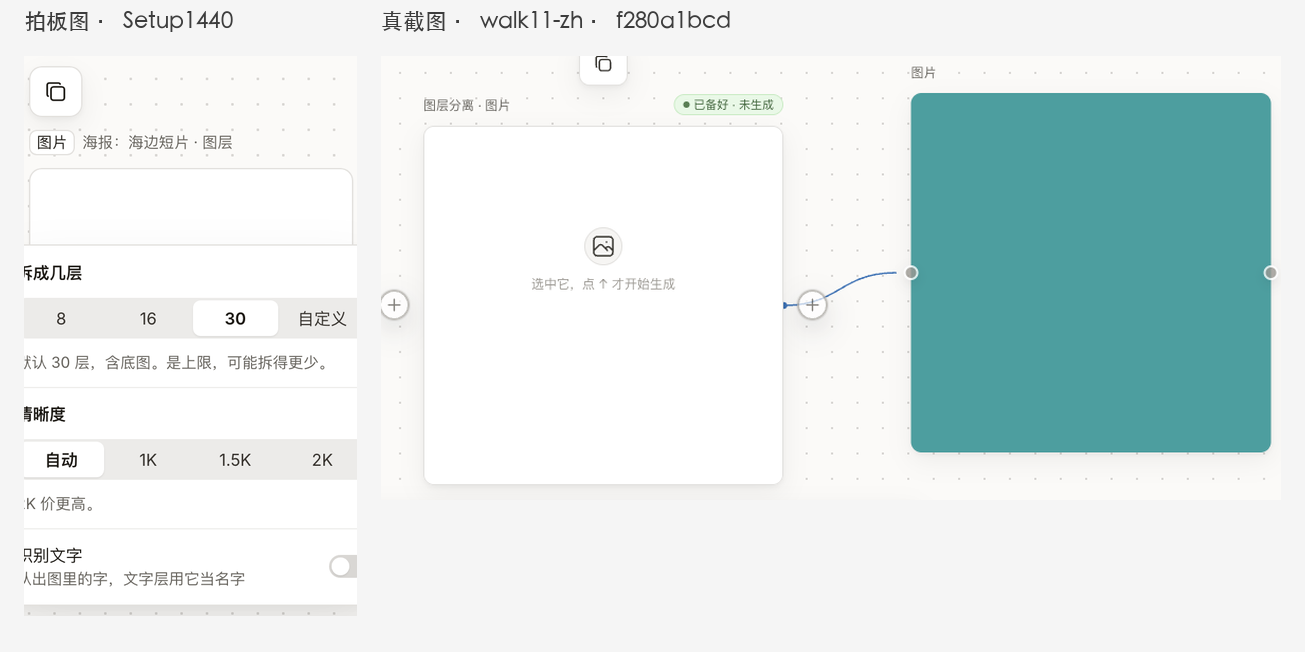 拍板图 · Setup1440
图片 海报：海边短片 · 图层
拆成几层
8 16 30 自定义
默认 30 层，含底图。是上限，可能拆得更少。
清晰度
自动 1K 1.5K 2K
2K 价更高。
识别文字
认出图里的字，文字层用它当名字
真截图 · walk11-zh · f280a1bcd
图层分离 · 图片
已备好 · 未生成
选中它，点 ↑ 才开始生成
图片